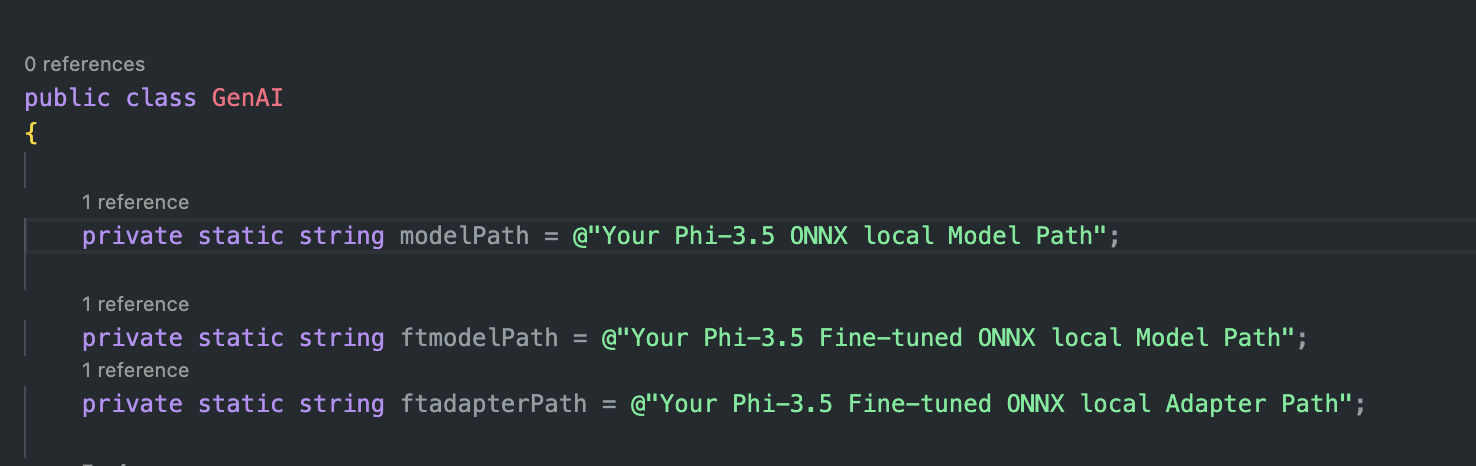 0 references
public class GenAI
{
1 reference
private static string modelPath = @"Your Phi-3.5 ONNX local Model Path";
1 reference
private static string ftmodelPath = @"Your Phi-3.5 Fine-tuned ONNX local Model Path";
1 reference
private static string ftadapterPath = @"Your Phi-3.5 Fine-tuned ONNX local Adapter Path";